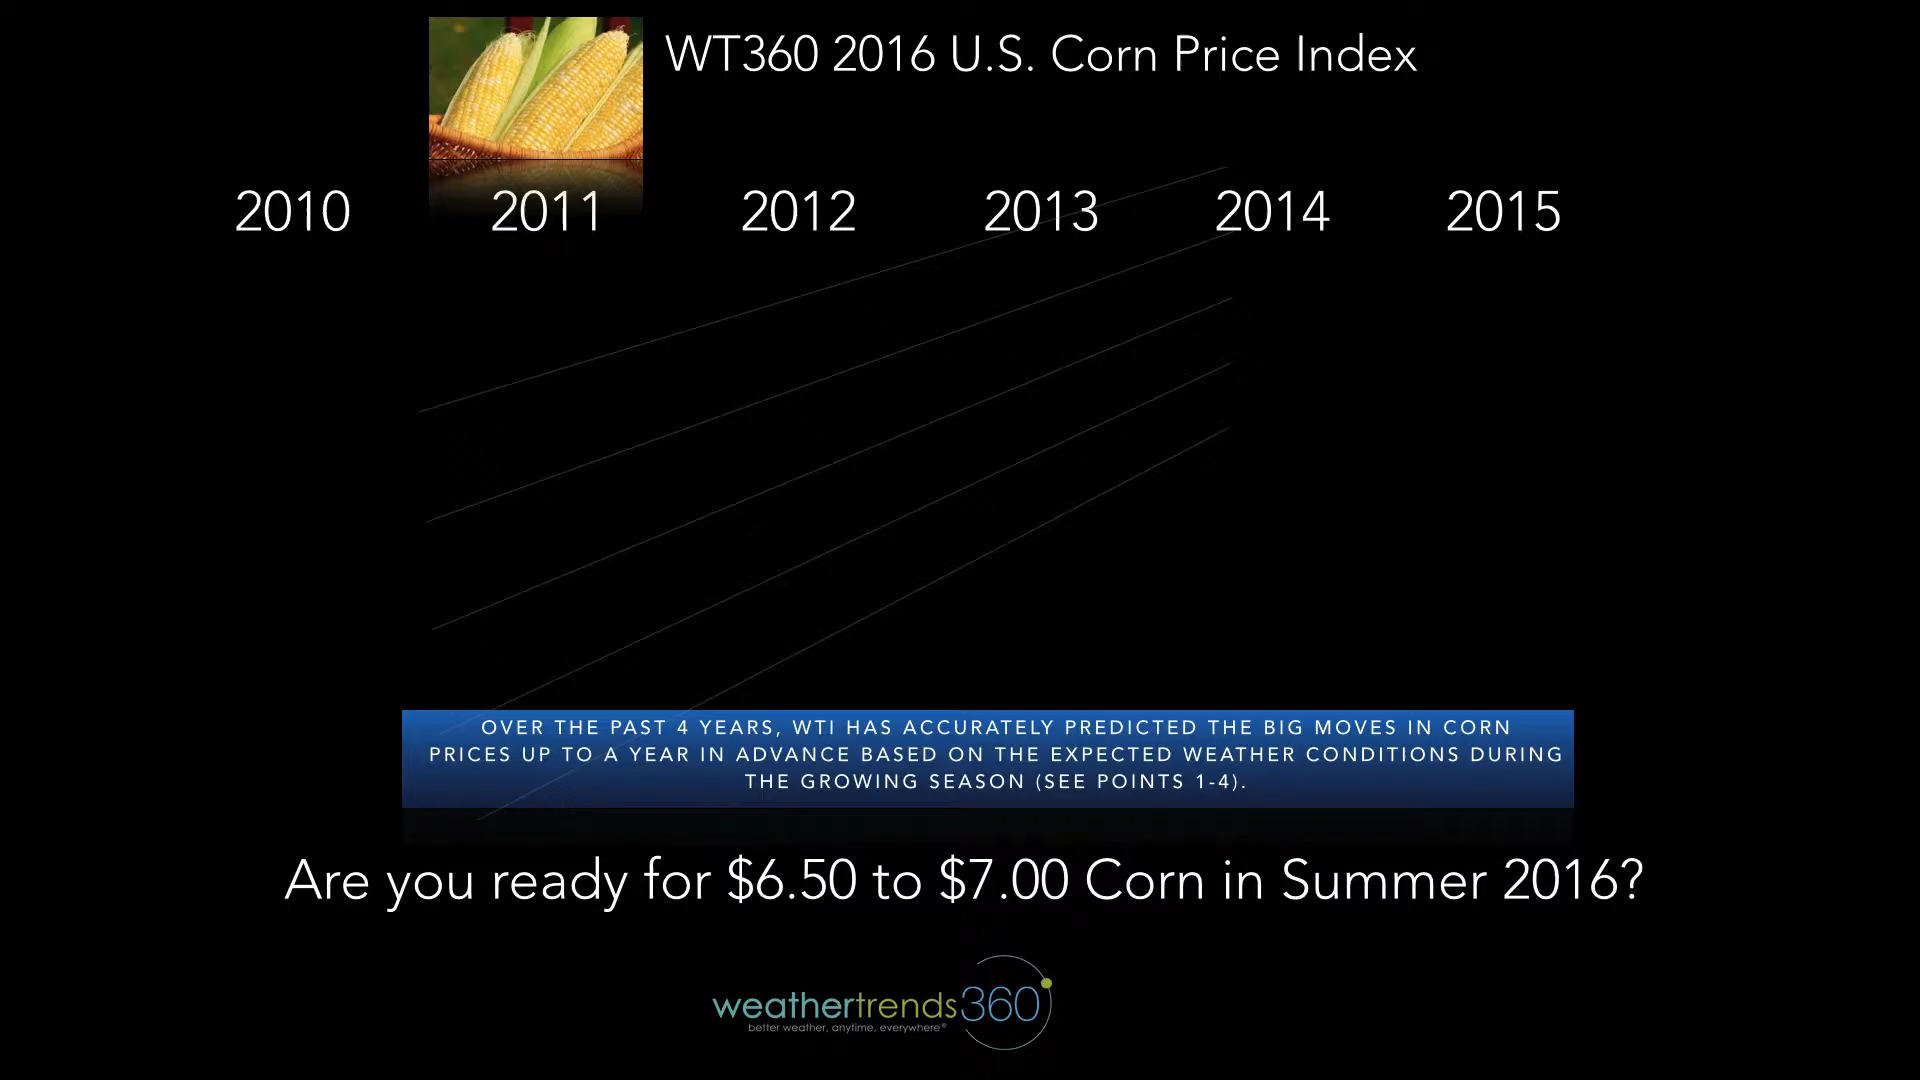 WT360 2016 U.S. Corn Price Index
2010 2011 2012 2013 2014 2015
OVER THE PAST 4 YEARS, WTI HAS ACCURATELY PREDICTED THE BIG MOVES IN CORN
PRICES UP TO A YEAR IN ADVANCE BASED ON THE EXPECTED WEATHER CONDITIONS DURING
THE GROWING SEASON (SEE POINTS 1-4).
Are you ready for $6.50 to $7.00 Corn in Summer 2016?
weathertrends360
better weather, anytime, everywhere®